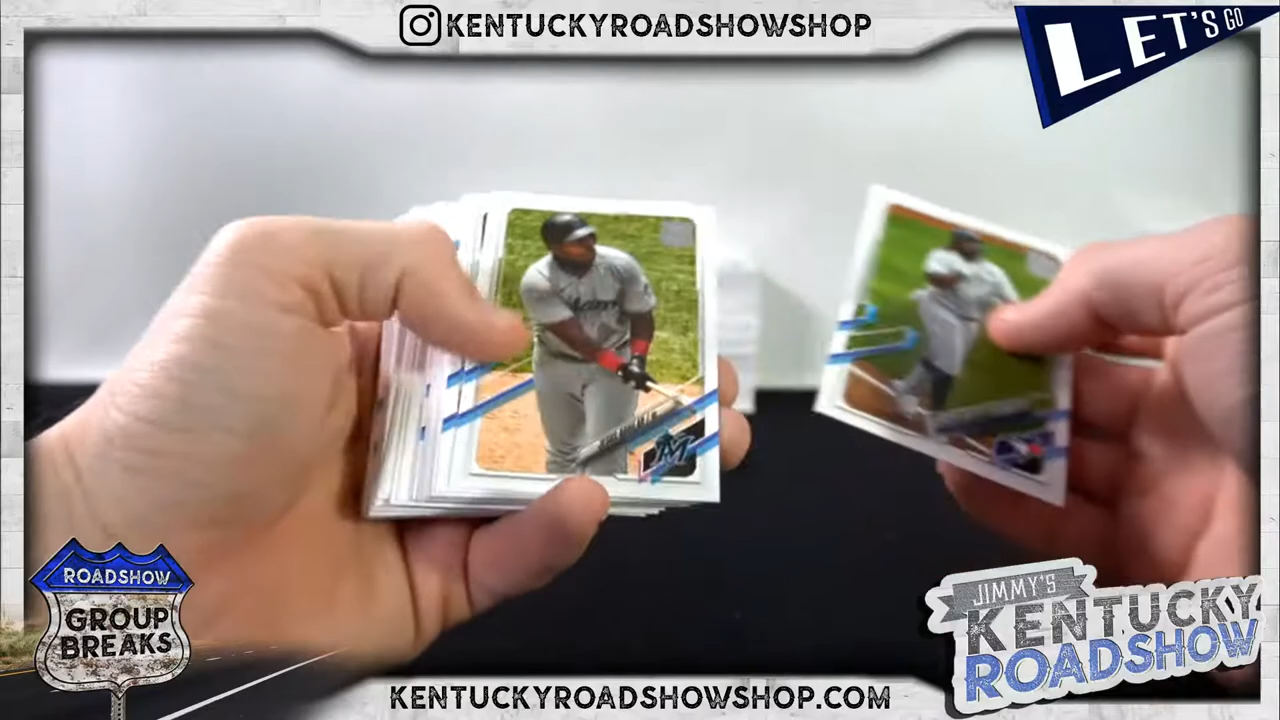 KENTUCKYROADSHOWSHOP
LET'S GO
M
ROADSHOW
GROUP
BREAKS
JIMMY'S
KENTUCKY
ROADSHOW
KENTUCKYROADSHOWSHOP.COM